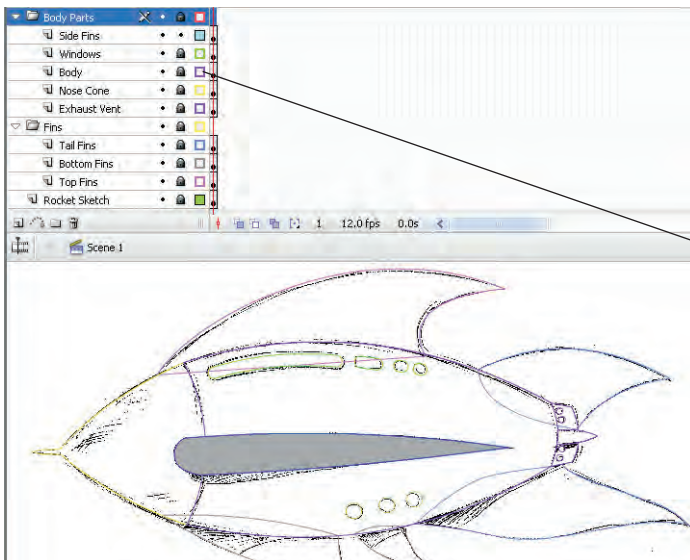 Body Parts
Side Fins
Windows
Body
Nose Cone
Exhaust Vent
Fins
Tail Fins
Bottom Fins
Top Fins
Rocket Sketch
1 12.0 fps 0.0s
Scene 1